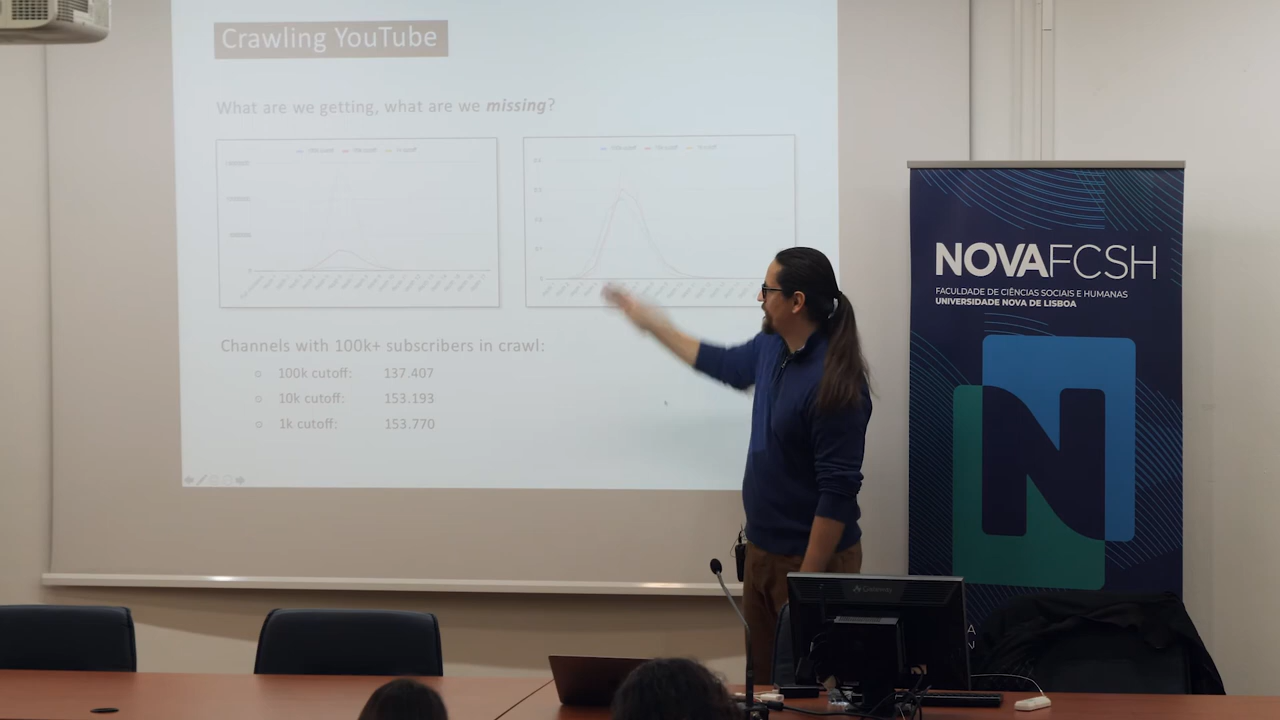 Crawling YouTube
What are we getting, what are we missing?
Channels with 100k+ subscribers in crawl:
100k cutoff: 137.407
10k cutoff: 153.193
1k cutoff: 153.770
NOVAFCSH
FACULDADE DE CIÊNCIAS SOCIAIS E HUMANAS
UNIVERSIDADE NOVA DE LISBOA
N